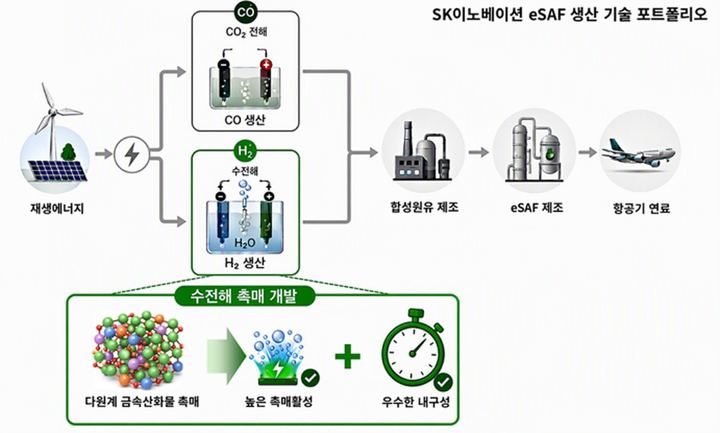 SK이노베이션 eSAF 생산 기술 포트폴리오
CO
CO₂ 전해
CO 생산
재생에너지
H₂
수전해
H₂O
H₂ 생산
합성원유 제조
eSAF 제조
항공기 연료
수전해 촉매 개발
다원계 금속산화물 촉매
높은 촉매활성
+
우수한 내구성